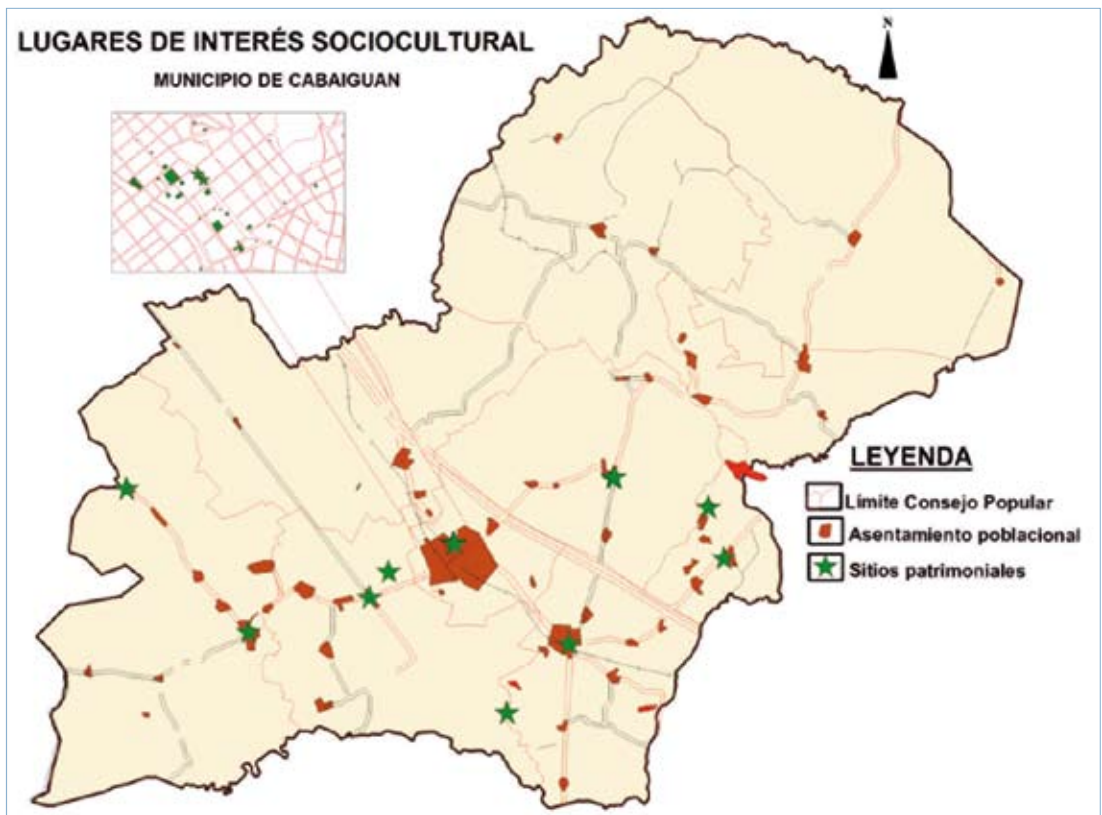 LUGARES DE INTERÉS SOCIOCULTURAL
MUNICIPIO DE CABAIGUAN
N
LEYENDA
Límite Consejo Popular
Asentamiento poblacional
Sitios patrimoniales